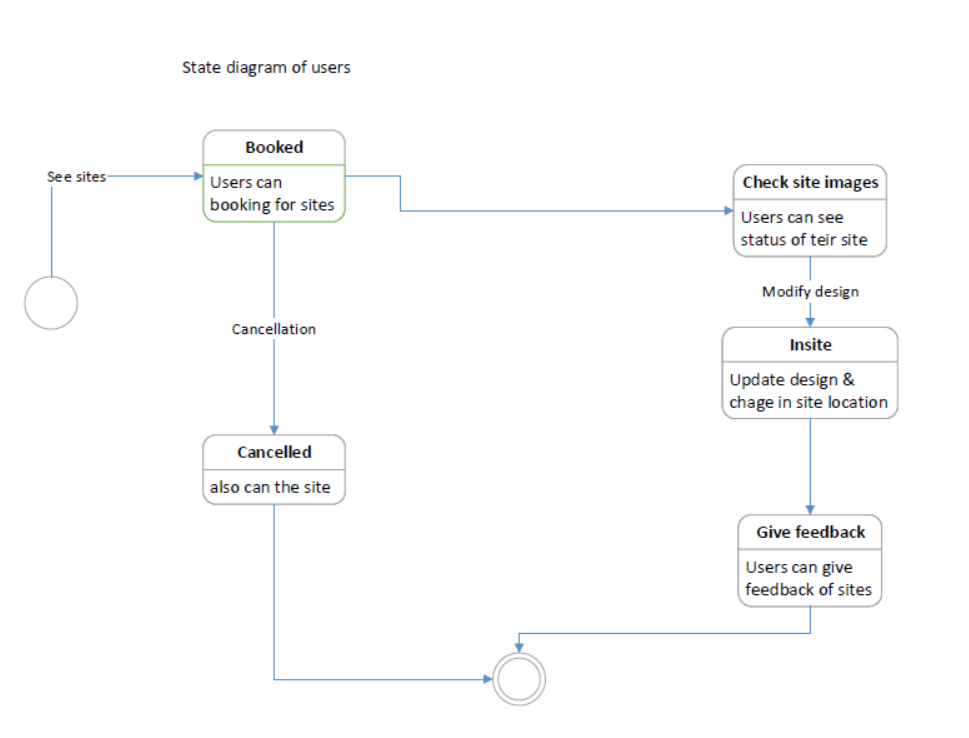 State diagram of users
See sites
Booked
Users can
booking for sites
Check site images
Users can see
status of teir site
Modify design
Cancellation
Insite
Update design &
chage in site location
Cancelled
also can the site
Give feedback
Users can give
feedback of sites